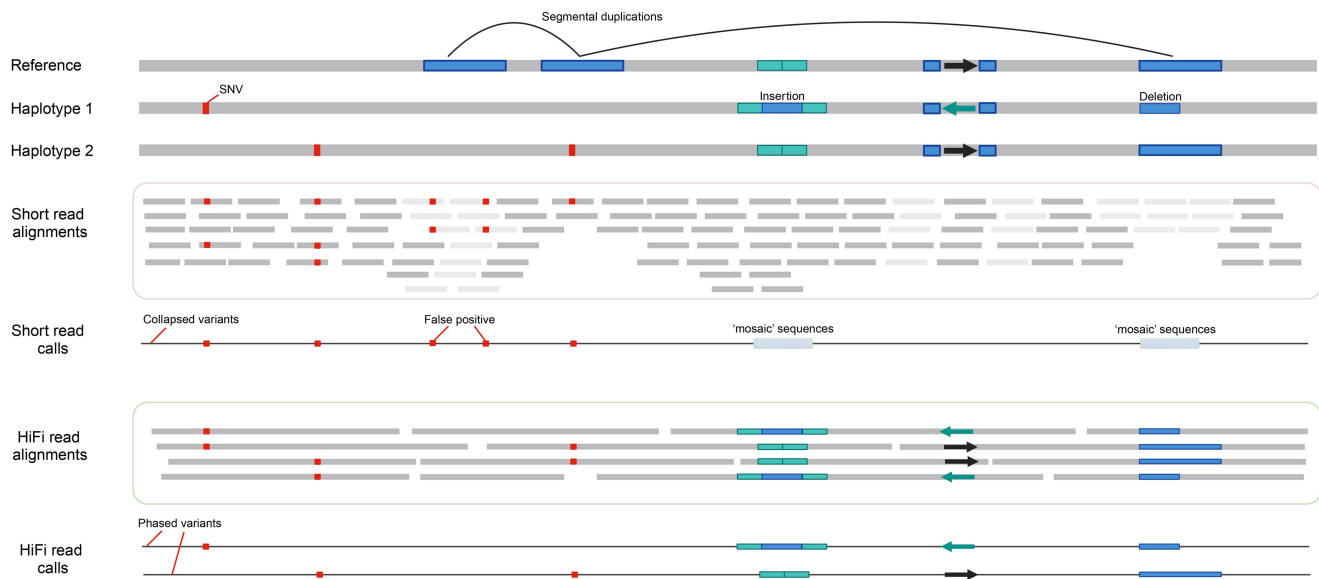 Segmental duplications
Reference
SNV
Haplotype 1
Insertion
Deletion
Haplotype 2
Short read
alignments
Short read
calls
Collapsed variants
False positive
‘mosaic’ sequences
‘mosaic’ sequences
HiFi read
alignments
Phased variants
HiFi read
calls